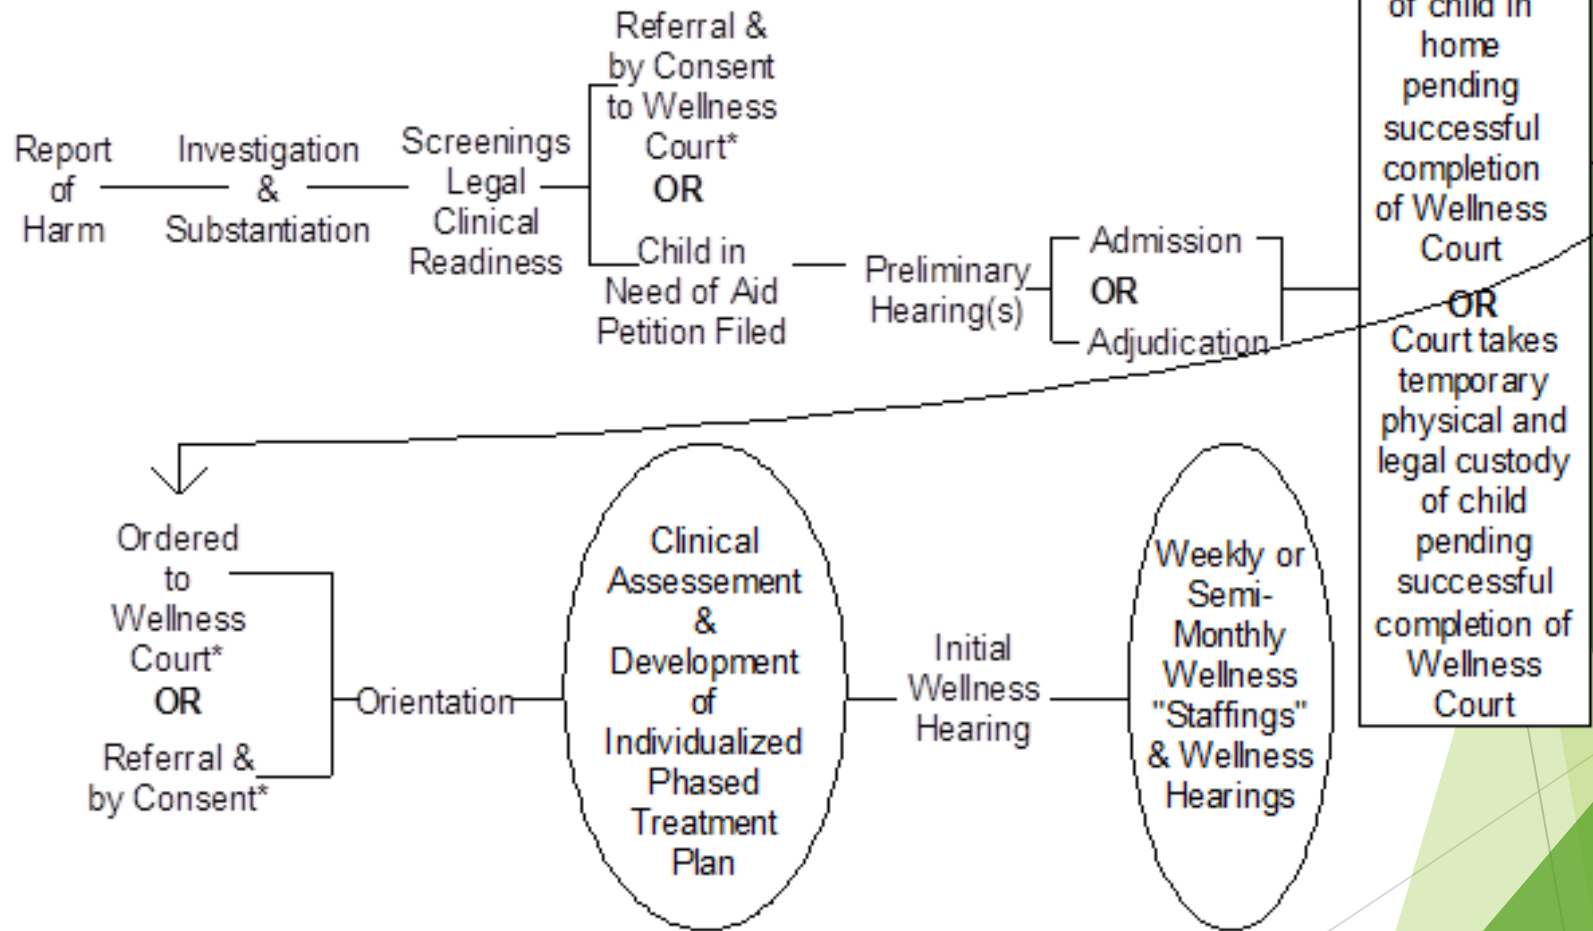 Report
of
Harm
Investigation
&
Substantiation
Screenings
Legal
Clinical
Readiness
Referral &
by Consent
to Wellness
Court*
OR
Child in
Need of Aid
Petition Filed
Preliminary
Hearing(s)
Admission
OR
Adjudication
of child in
home
pending
successful
completion
of Wellness
Court
OR
Court takes
temporary
physical and
legal custody
of child
pending
successful
completion of
Wellness
Court
Ordered
to
Wellness
Court*
OR
Referral &
by Consent*
Orientation
Clinical
Assessement
&
Development
of
Individualized
Phased
Treatment
Plan
Initial
Wellness
Hearing
Weekly or
Semi-
Monthly
Wellness
"Staffings"
& Wellness
Hearings